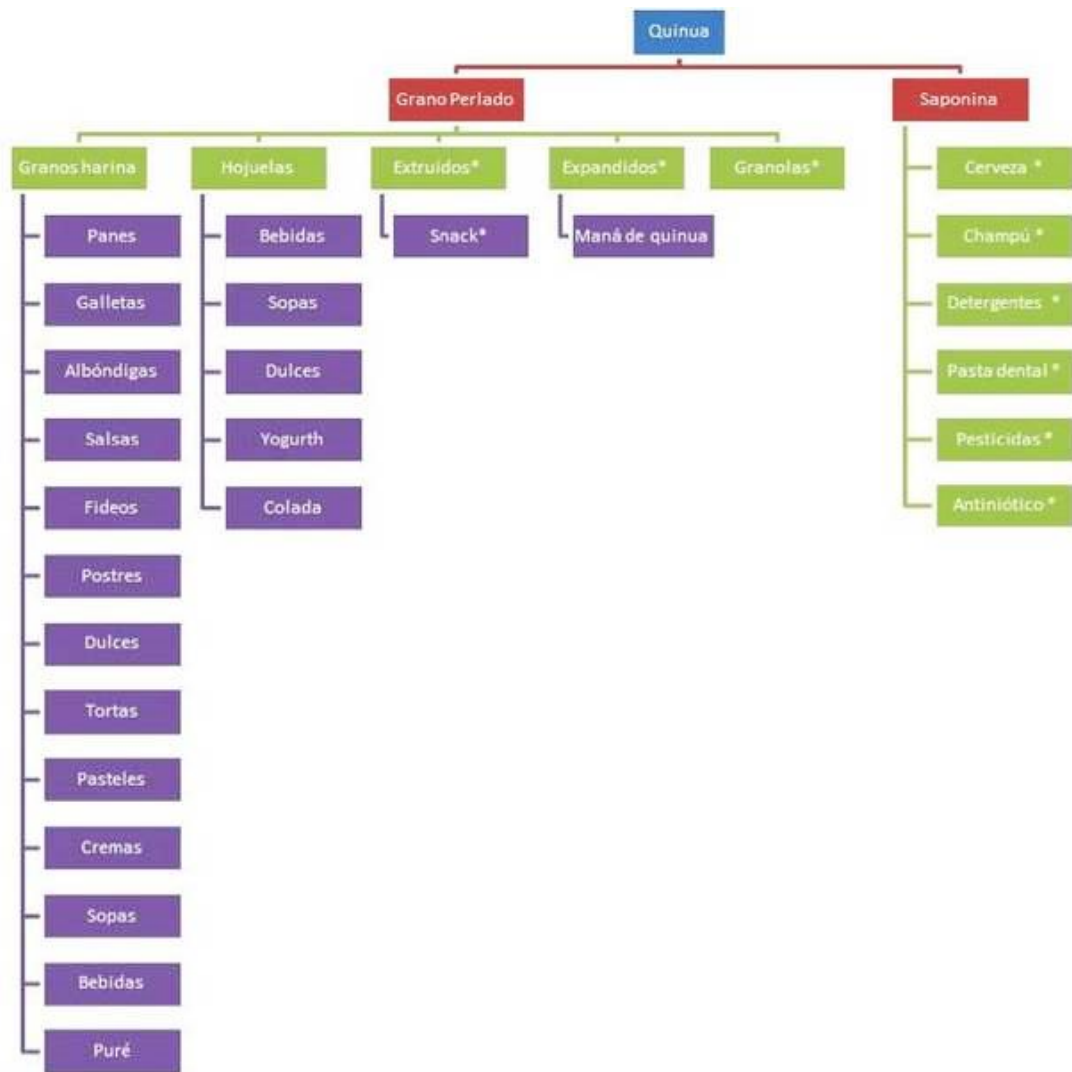 Quinua
Grano Perlado
Saponina
Granos harina
Hojuelas
Extruidos*
Expandidos*
Granolas*
Panes
Galletas
Albóndigas
Salsas
Fideos
Postres
Dulces
Tortas
Pasteles
Cremas
Sopas
Bebidas
Puré
Bebidas
Sopas
Dulces
Yogurth
Colada
Snack*
Maná de quinua
Cerveza *
Champú *
Detergentes *
Pasta dental *
Pesticidas *
Antiniótico *